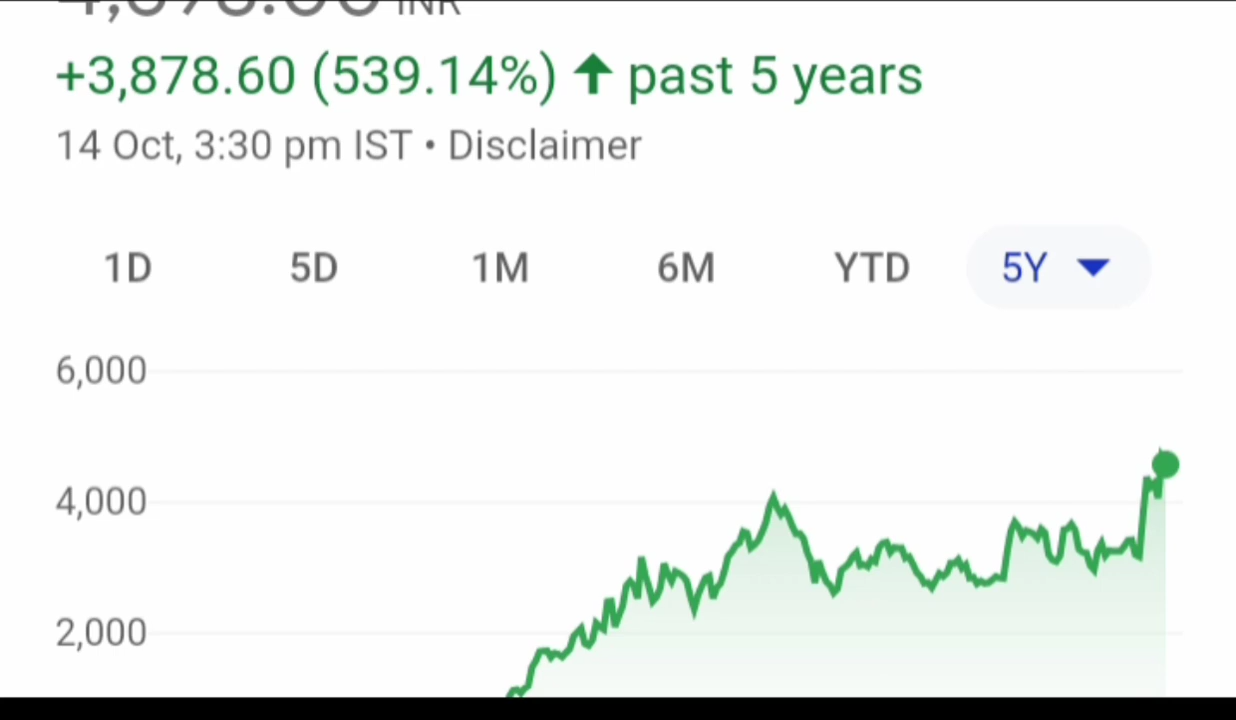 INR
+3,878.60 (539.14%) ↑ past 5 years
14 Oct, 3:30 pm IST • Disclaimer
1D 5D 1M 6M YTD 5Y
6,000
4,000
2,000